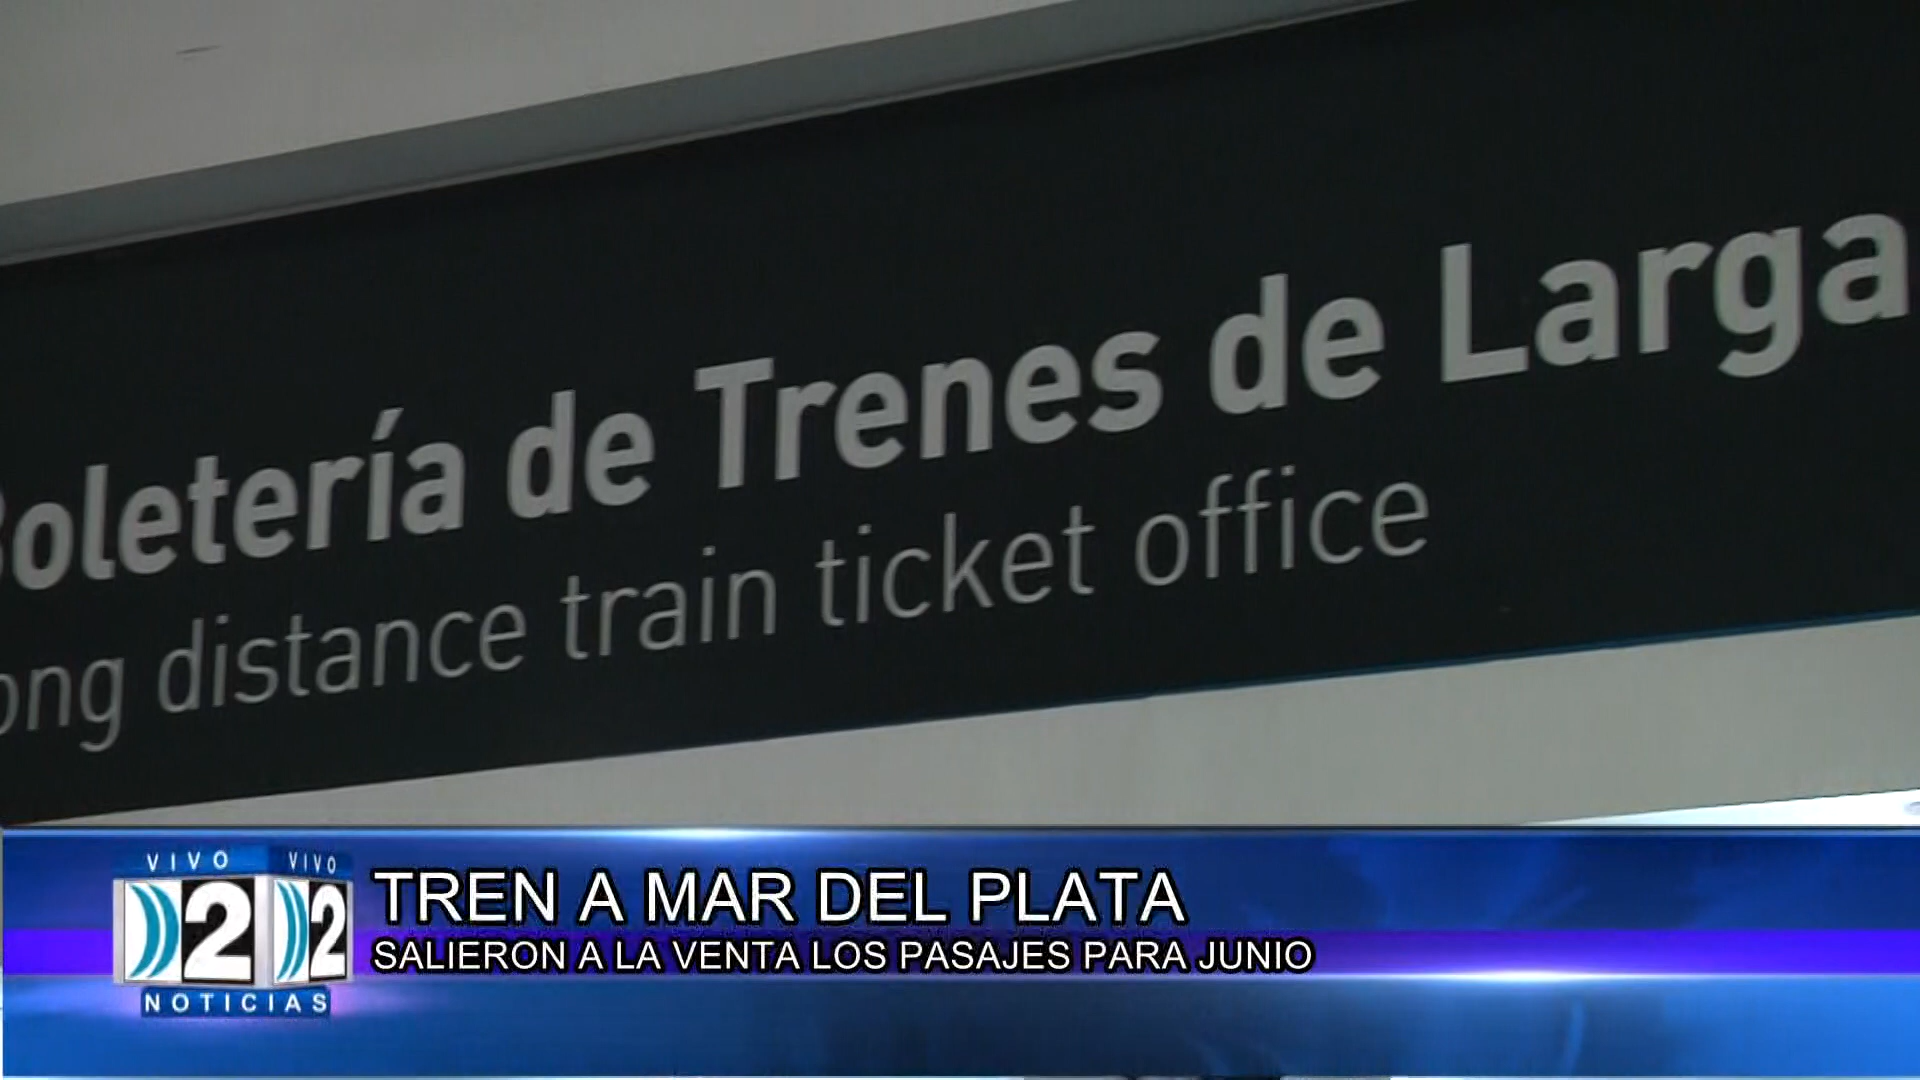 Boletería de Trenes de Larga
ong distance train ticket office
VIVO VIVO
2 2
NOTICIAS
TREN A MAR DEL PLATA
SALIERON A LA VENTA LOS PASAJES PARA JUNIO